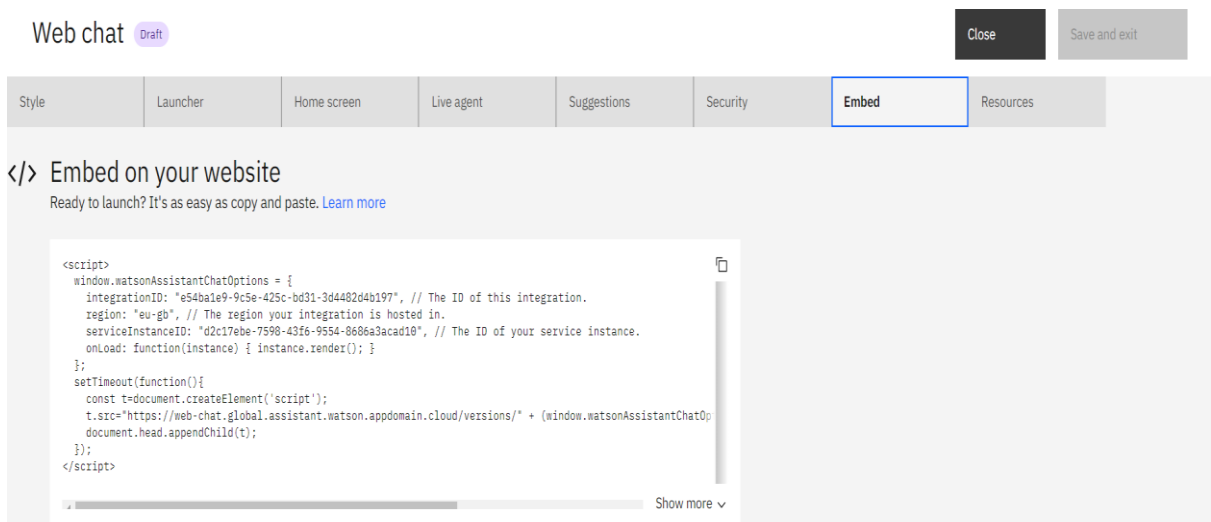 Web chat Draft Close Save and exit
Style Launcher Home screen Live agent Suggestions Security Embed Resources
</> Embed on your website
Ready to launch? It's as easy as copy and paste. Learn more
<script>
window.watsonAssistantChatOptions = {
integrationID: "e54ba1e9-9c5e-425c-bd31-3d4482d4b197", // The ID of this integration.
region: "eu-gb", // The region your integration is hosted in.
serviceInstanceID: "d2c17ebe-7598-43f6-9554-8686a3acad10", // The ID of your service instance.
onLoad: function(instance) { instance.render(); }
};
setTimeout(function(){
const t=document.createElement('script');
t.src="https://web-chat.global.assistant.watson.appdomain.cloud/versions/" + (window.watsonAssistantChatOp
document.head.appendChild(t);
});
</script>
Show more